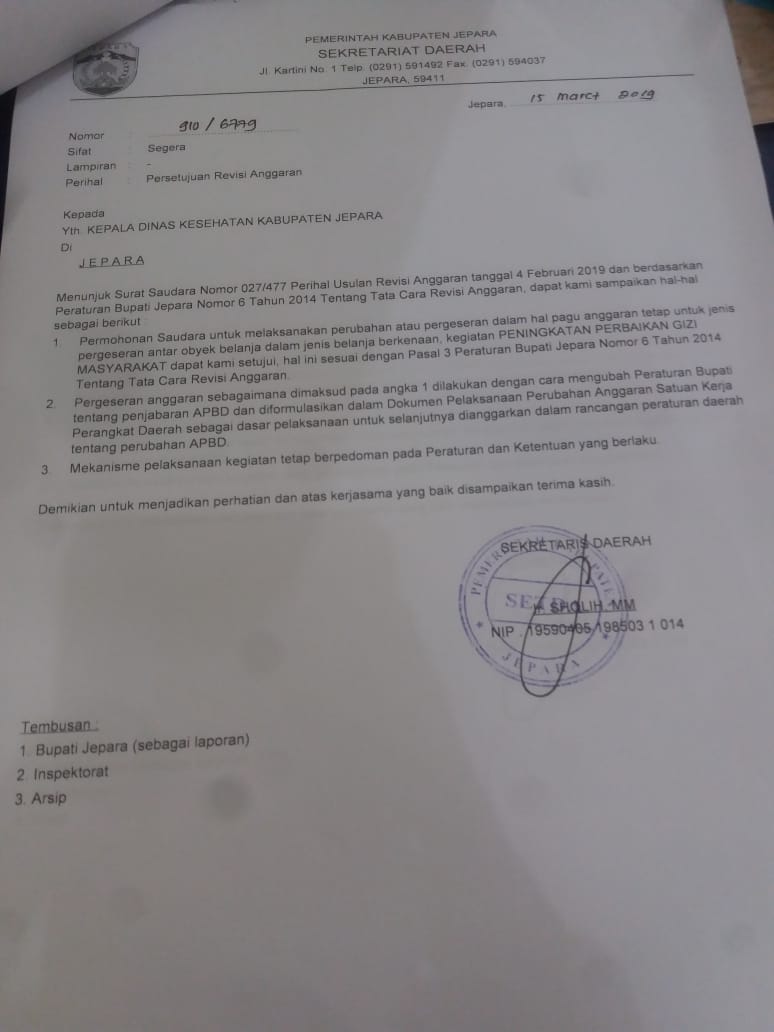 PEMERINTAH KABUPATEN JEPARA
SEKRETARIAT DAERAH
Jl. Kartini No. 1 Telp. (0291) 591492 Fax. (0291) 594037
JEPARA, 59411
Jepara, 15 Maret 2019
Nomor : 910 / 6779
Sifat : Segera
Lampiran : -
Perihal : Persetujuan Revisi Anggaran
Kepada
Yth. KEPALA DINAS KESEHATAN KABUPATEN JEPARA
Di
JEPARA
Menunjuk Surat Saudara Nomor 027/477 Perihal Usulan Revisi Anggaran tanggal 4 Februari 2019 dan berdasarkan
Peraturan Bupati Jepara Nomor 6 Tahun 2014 Tentang Tata Cara Revisi Anggaran, dapat kami sampaikan hal-hal
sebagai berikut :
1. Permohonan Saudara untuk melaksanakan perubahan atau pergeseran dalam hal pagu anggaran tetap untuk jenis
pergeseran antar obyek belanja dalam jenis belanja berkenaan, kegiatan PENINGKATAN PERBAIKAN GIZI
MASYARAKAT dapat kami setujui, hal ini sesuai dengan Pasal 3 Peraturan Bupati Jepara Nomor 6 Tahun 2014
Tentang Tata Cara Revisi Anggaran.
2. Pergeseran anggaran sebagaimana dimaksud pada angka 1 dilakukan dengan cara mengubah Peraturan Bupati
tentang penjabaran APBD dan diformulasikan dalam Dokumen Pelaksanaan Perubahan Anggaran Satuan Kerja
Perangkat Daerah sebagai dasar pelaksanaan untuk selanjutnya dianggarkan dalam rancangan peraturan daerah
tentang perubahan APBD.
3. Mekanisme pelaksanaan kegiatan tetap berpedoman pada Peraturan dan Ketentuan yang berlaku.
Demikian untuk menjadikan perhatian dan atas kerjasama yang baik disampaikan terima kasih.
SEKRETARIS DAERAH
SHOLIH, MM
NIP. 19590405 198503 1 014
JEPARA
Tembusan :
1. Bupati Jepara (sebagai laporan)
2. Inspektorat
3. Arsip